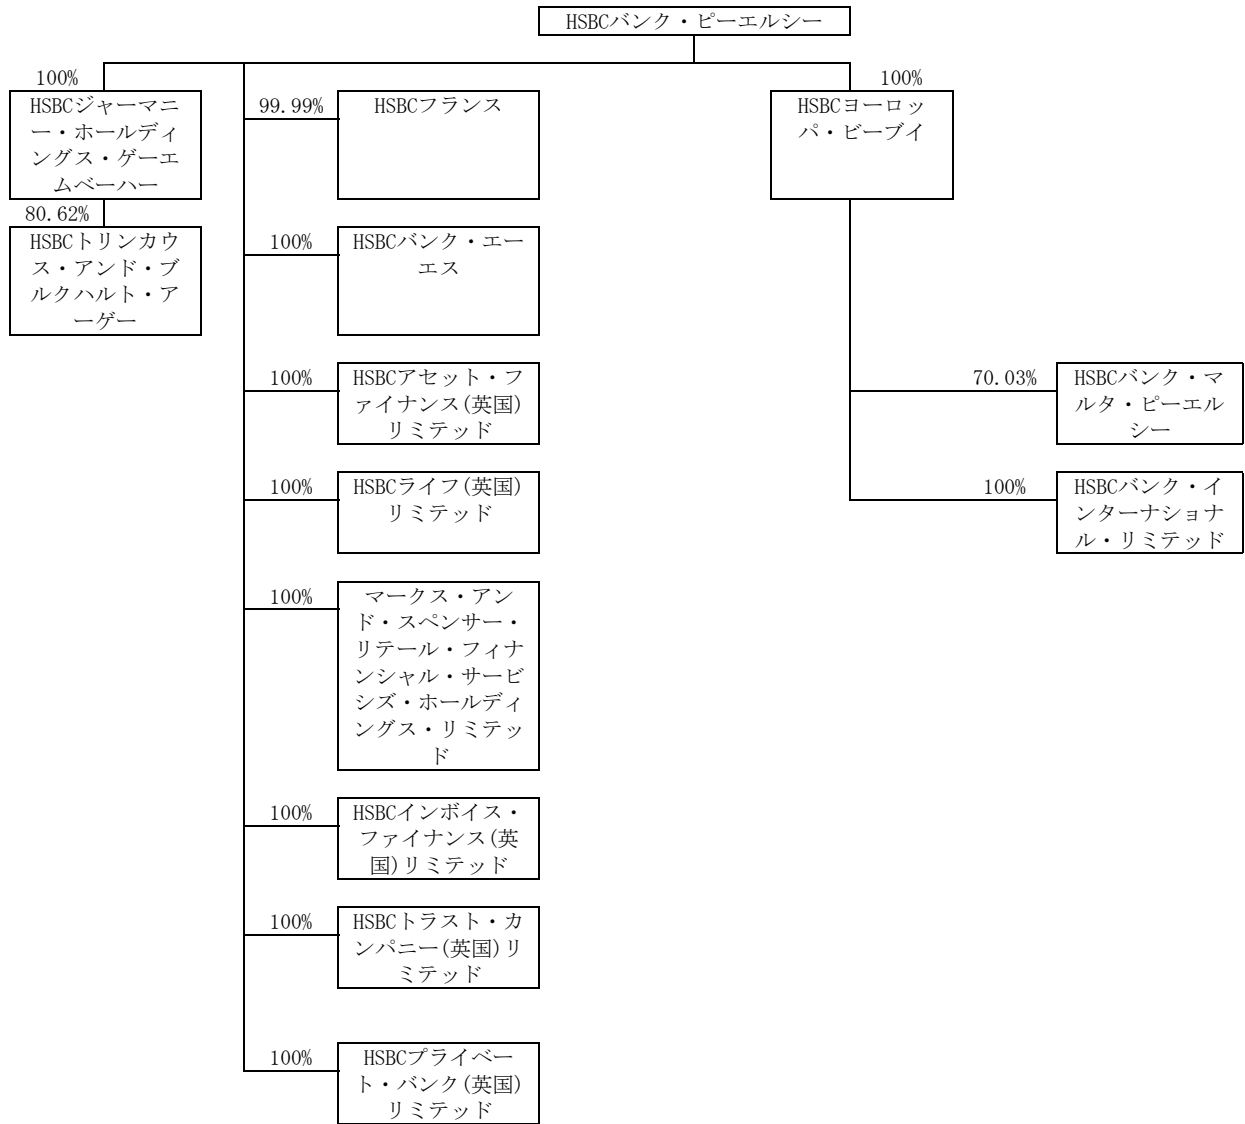 HSBCバンク・ピーエルシー
100%
HSBCジャーマニ
ー・ホールディ
ングス・ゲーエ
ムベーハー
80.62%
HSBCトリンカウ
ス・アンド・ブ
ルクハルト・ア
ーゲー
99.99%
HSBCフランス
100%
HSBCバンク・エー
エス
100%
HSBCアセット・フ
ァイナンス(英国)
リミテッド
100%
HSBCライフ(英国)
リミテッド
100%
マークス・アン
ド・スペンサー・
リテール・フィナ
ンシャル・サービ
シズ・ホールディ
ングス・リミテッ
ド
100%
HSBCインボイス・
ファイナンス(英
国)リミテッド
100%
HSBCトラスト・カ
ンパニー(英国)リ
ミテッド
100%
HSBCプライベー
ト・バンク(英国)
リミテッド
100%
HSBCヨーロッ
パ・ビーブイ
70.03%
HSBCバンク・マ
ルタ・ピーエル
シー
100%
HSBCバンク・イ
ンターナショナ
ル・リミテッド